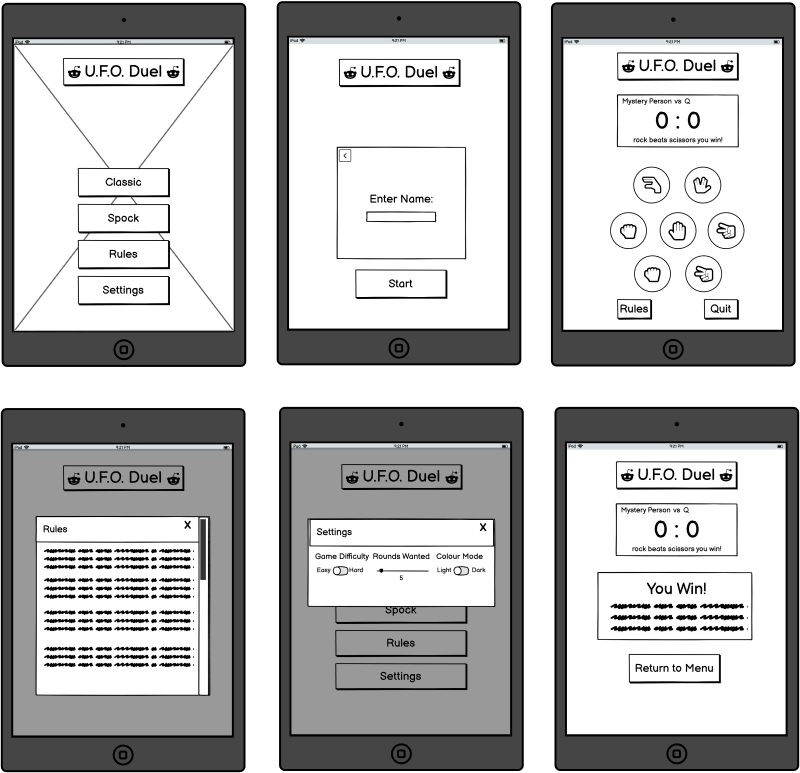 iPad 9:21 PM
U.F.O. Duel
Classic
Spock
Rules
Settings
iPad 9:21 PM
U.F.O. Duel
<
Enter Name:
Start
iPad 9:21 PM
U.F.O. Duel
Mystery Person vs Q
0 : 0
rock beats scissors you win!
Rules Quit
iPad 9:21 PM
U.F.O. Duel
Rules X
iPad 9:21 PM
U.F.O. Duel
Settings X
Game Difficulty Rounds Wanted Colour Mode
Easy Hard Light Dark
5
Spock
Rules
Settings
iPad 9:21 PM
U.F.O. Duel
Mystery Person vs Q
0 : 0
rock beats scissors you win!
You Win!
Return to Menu